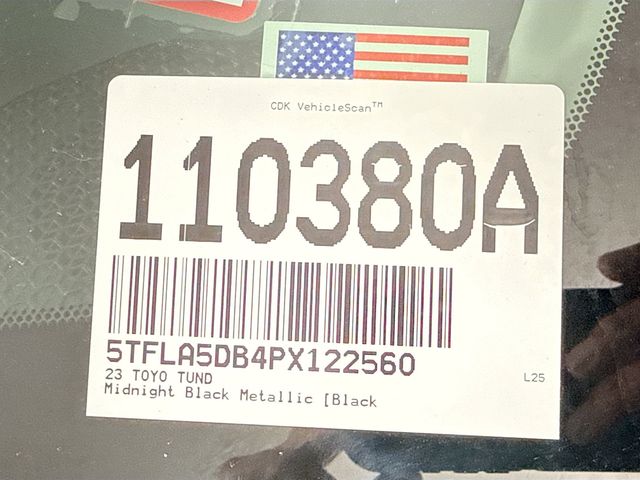 CDK VehicleScan™
110380A
5TFLA5DB4PX122560
23 TOYO TUND
L25
Midnight Black Metallic [Black